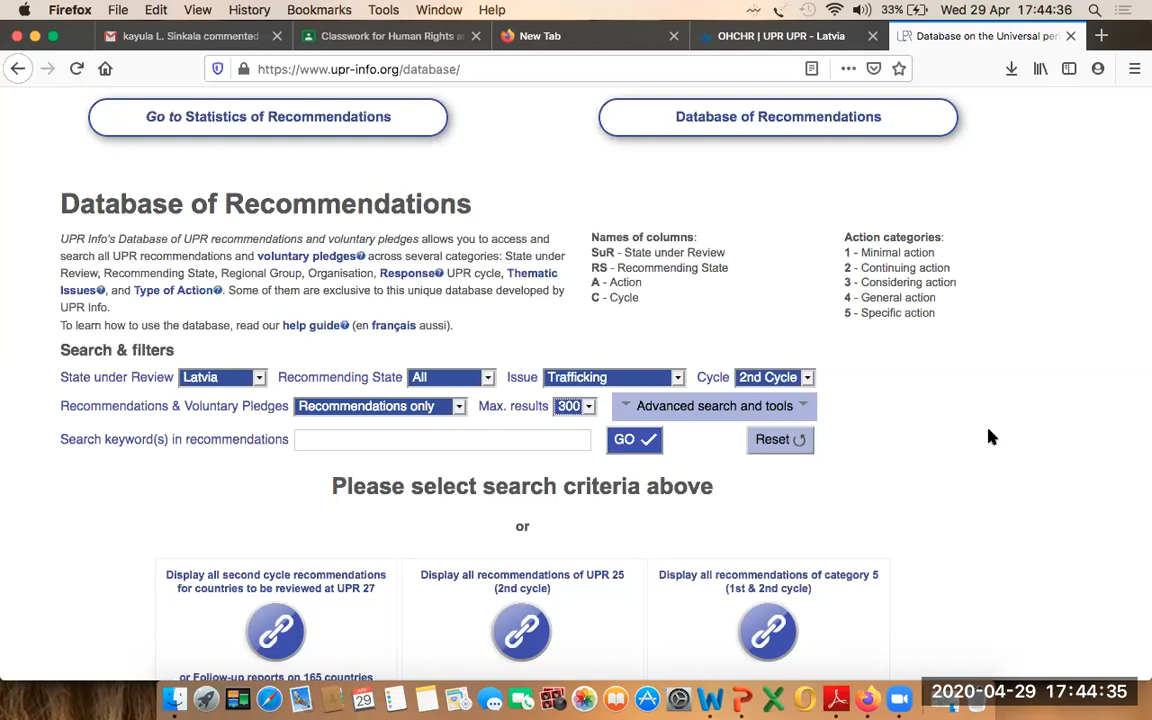 Firefox File Edit View History Bookmarks Tools Window Help 33% Wed 29 Apr 17:44:36
kayula L. Sinkala commented Classwork for Human Rights a New Tab OHCHR | UPR UPR - Latvia Database on the Universal peri
https://www.upr-info.org/database/
Go to Statistics of Recommendations Database of Recommendations
Database of Recommendations
UPR Info's Database of UPR recommendations and voluntary pledges allows you to access and
search all UPR recommendations and voluntary pledges across several categories: State under
Review, Recommending State, Regional Group, Organisation, Response UPR cycle, Thematic
Issues, and Type of Action. Some of them are exclusive to this unique database developed by
UPR Info.
To learn how to use the database, read our help guide (en français aussi).
Names of columns:
SuR - State under Review
RS - Recommending State
A - Action
C - Cycle
Action categories:
1 - Minimal action
2 - Continuing action
3 - Considering action
4 - General action
5 - Specific action
Search & filters
State under Review Latvia Recommending State All Issue Trafficking Cycle 2nd Cycle
Recommendations & Voluntary Pledges Recommendations only Max. results 300 Advanced search and tools
Search keyword(s) in recommendations GO Reset
Please select search criteria above
or
Display all second cycle recommendations
for countries to be reviewed at UPR 27
Display all recommendations of UPR 25
(2nd cycle)
Display all recommendations of category 5
(1st & 2nd cycle)
or Follow-up reports on 165 countries
2020-04-29 17:44:35